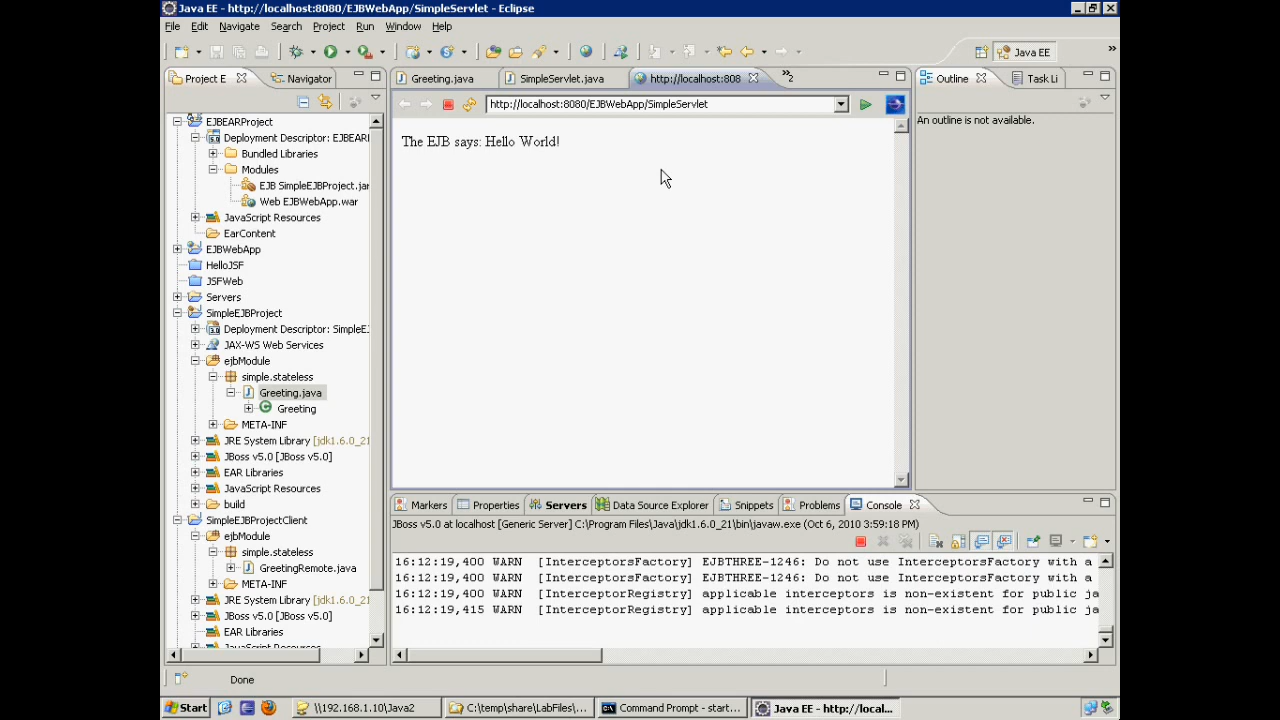 Java EE - http://localhost:8080/EJBWebApp/SimpleServlet - Eclipse
File Edit Navigate Search Project Run Window Help
Java EE
Project E
Navigator
Greeting.java
SimpleServlet.java
http://localhost:808
2
Outline
Task Li
http://localhost:8080/EJBWebApp/SimpleServlet
The EJB says: Hello World!
An outline is not available.
EJBEARProject
Deployment Descriptor: EJBEAR
Bundled Libraries
Modules
EJB SimpleEJBProject.jar
Web EJBWebApp.war
JavaScript Resources
EarContent
EJBWebApp
HelloJSF
JSFWeb
Servers
SimpleEJBProject
Deployment Descriptor: SimpleEJ
JAX-WS Web Services
ejbModule
simple.stateless
Greeting.java
Greeting
META-INF
JRE System Library [jdk1.6.0_21
JBoss v5.0 [JBoss v5.0]
EAR Libraries
JavaScript Resources
build
SimpleEJBProjectClient
ejbModule
simple.stateless
GreetingRemote.java
META-INF
JRE System Library [jdk1.6.0_21
JBoss v5.0 [JBoss v5.0]
EAR Libraries
JavaScript Resources
Markers Properties Servers Data Source Explorer Snippets Problems Console
JBoss v5.0 at localhost [Generic Server] C:\Program Files\Java\jdk1.6.0_21\bin\javaw.exe (Oct 6, 2010 3:59:18 PM)
16:12:19,400 WARN [InterceptorsFactory] EJBTHREE-1246: Do not use InterceptorsFactory with a
16:12:19,400 WARN [InterceptorsFactory] EJBTHREE-1246: Do not use InterceptorsFactory with a
16:12:19,400 WARN [InterceptorRegistry] applicable interceptors is non-existent for public ja
16:12:19,415 WARN [InterceptorRegistry] applicable interceptors is non-existent for public ja
Done
Start
\\192.168.1.10\Java2
C:\temp\share\LabFiles\...
Command Prompt - start...
Java EE - http://local...